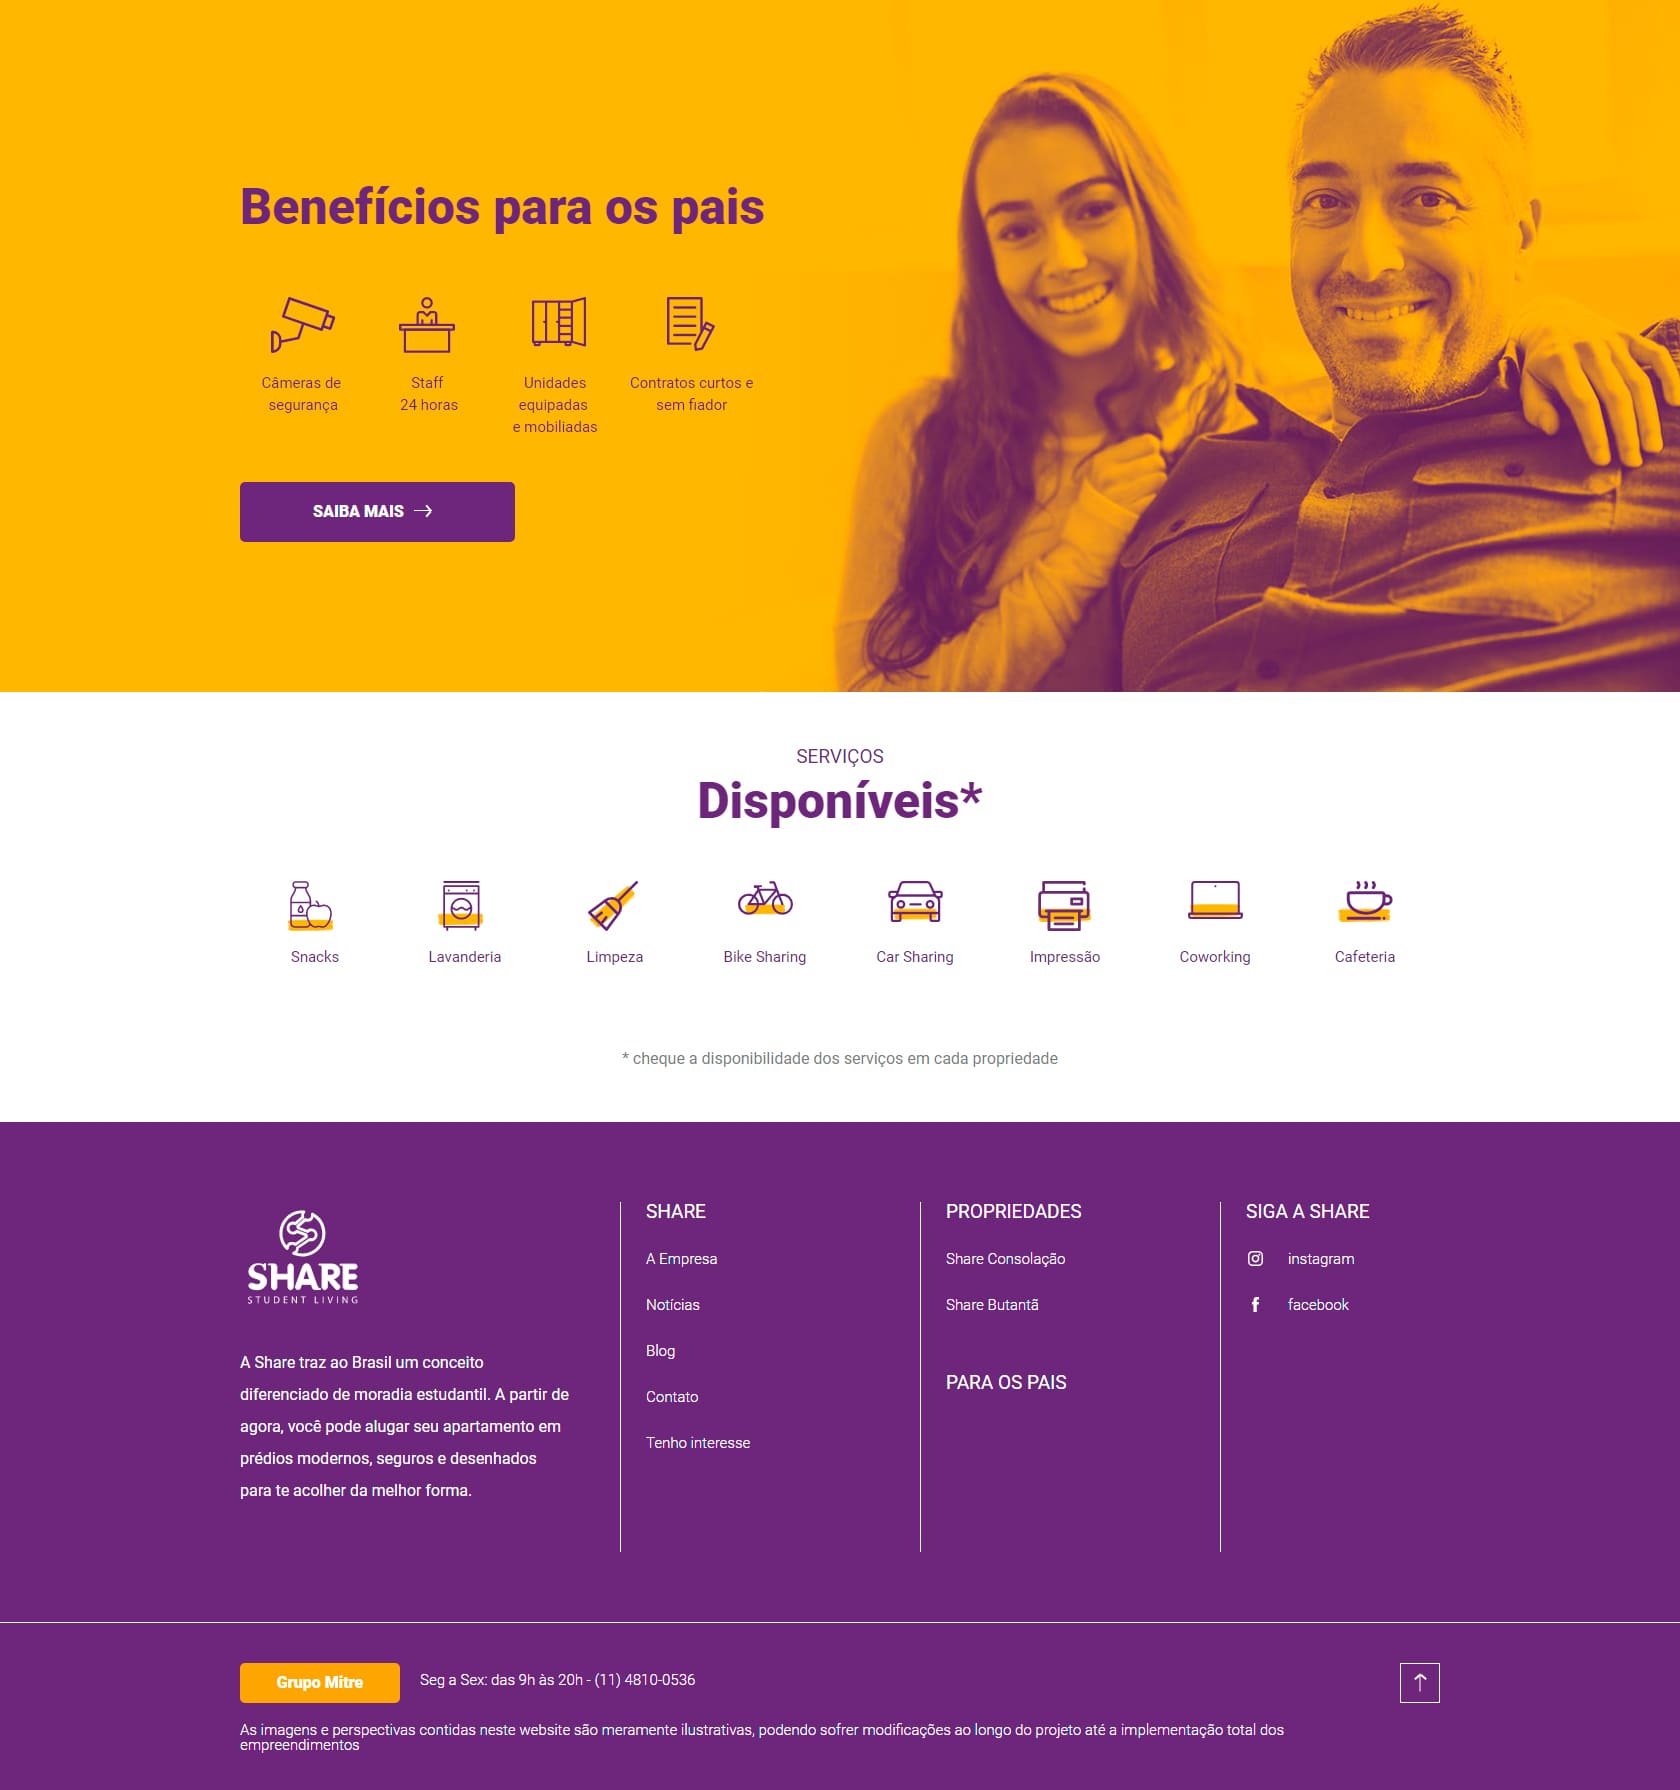 Benefícios para os pais
Câmeras de
segurança
Staff
24 horas
Unidades
equipadas
e mobiliadas
Contratos curtos e
sem fiador
SAIBA MAIS
SERVIÇOS
Disponíveis*
Snacks
Lavanderia
Limpeza
Bike Sharing
Car Sharing
Impressão
Coworking
Cafeteria
* cheque a disponibilidade dos serviços em cada propriedade
SHARE
STUDENT LIVING
A Share traz ao Brasil um conceito
diferenciado de moradia estudantil. A partir de
agora, você pode alugar seu apartamento em
prédios modernos, seguros e desenhados
para te acolher da melhor forma.
SHARE
A Empresa
Notícias
Blog
Contato
Tenho interesse
PROPRIEDADES
Share Consolação
Share Butantã
PARA OS PAIS
SIGA A SHARE
instagram
facebook
Grupo Mitre
Seg a Sex: das 9h às 20h - (11) 4810-0536
As imagens e perspectivas contidas neste website são meramente ilustrativas, podendo sofrer modificações ao longo do projeto até a implementação total dos
empreendimentos